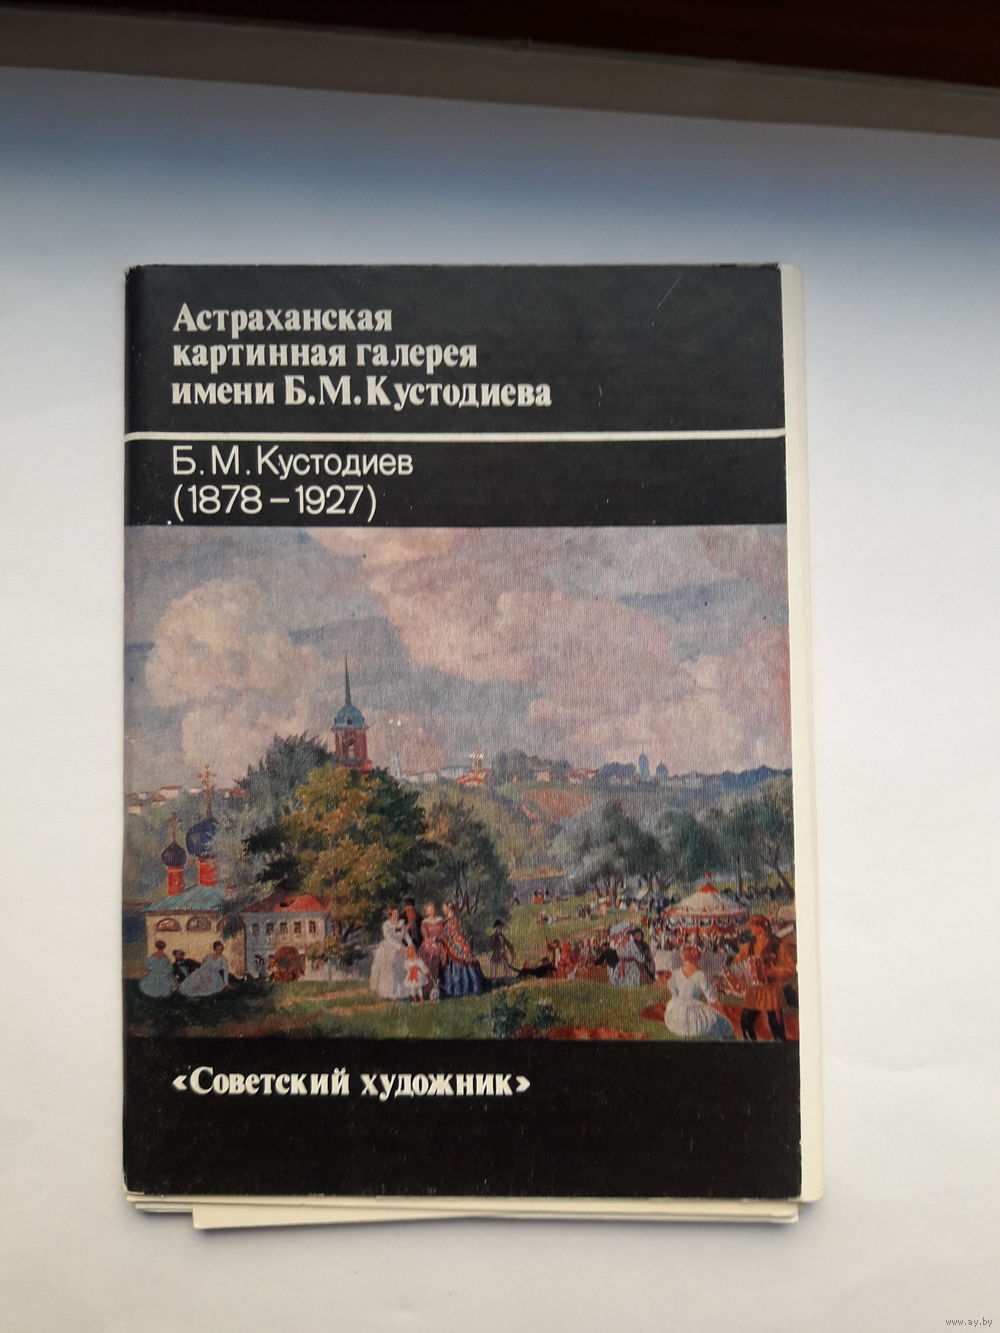 Астраханская
картинная галерея
имени Б.М.Кустодиева
Б.М.Кустодиев
(1878–1927)
«Советский художник»
www.ay.by